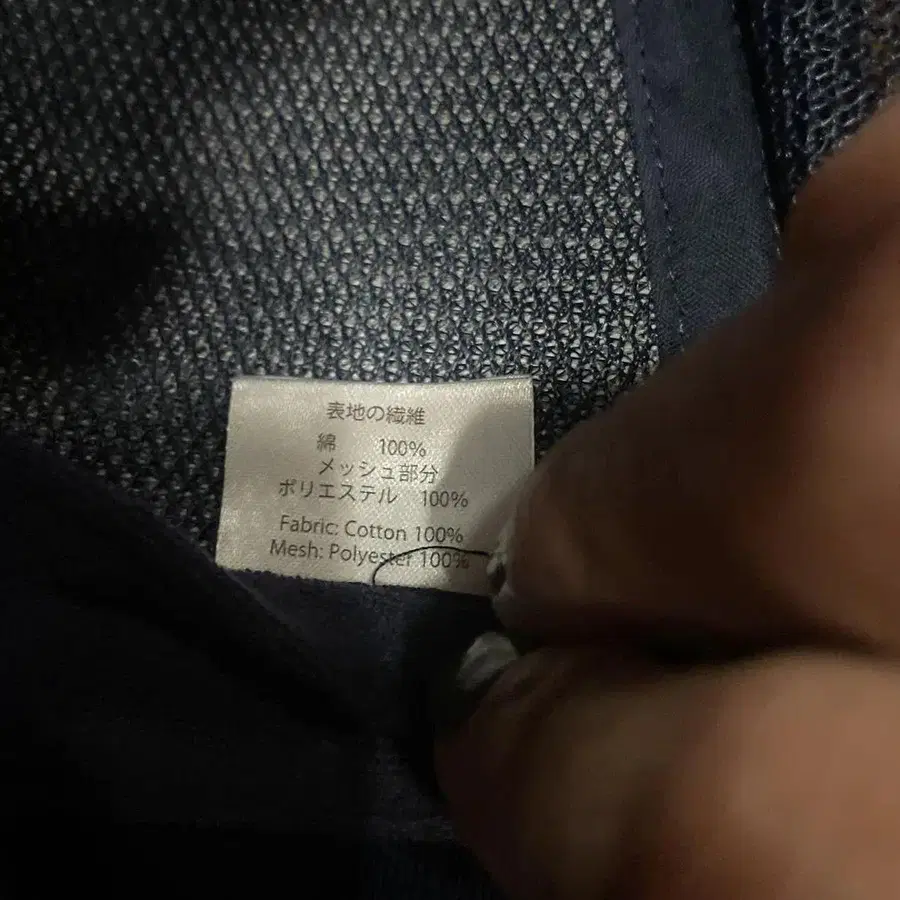 表地の繊維
綿 100%
メッシュ部分
ポリエステル 100%
Fabric: Cotton 100%
Mesh: Polyester 100%